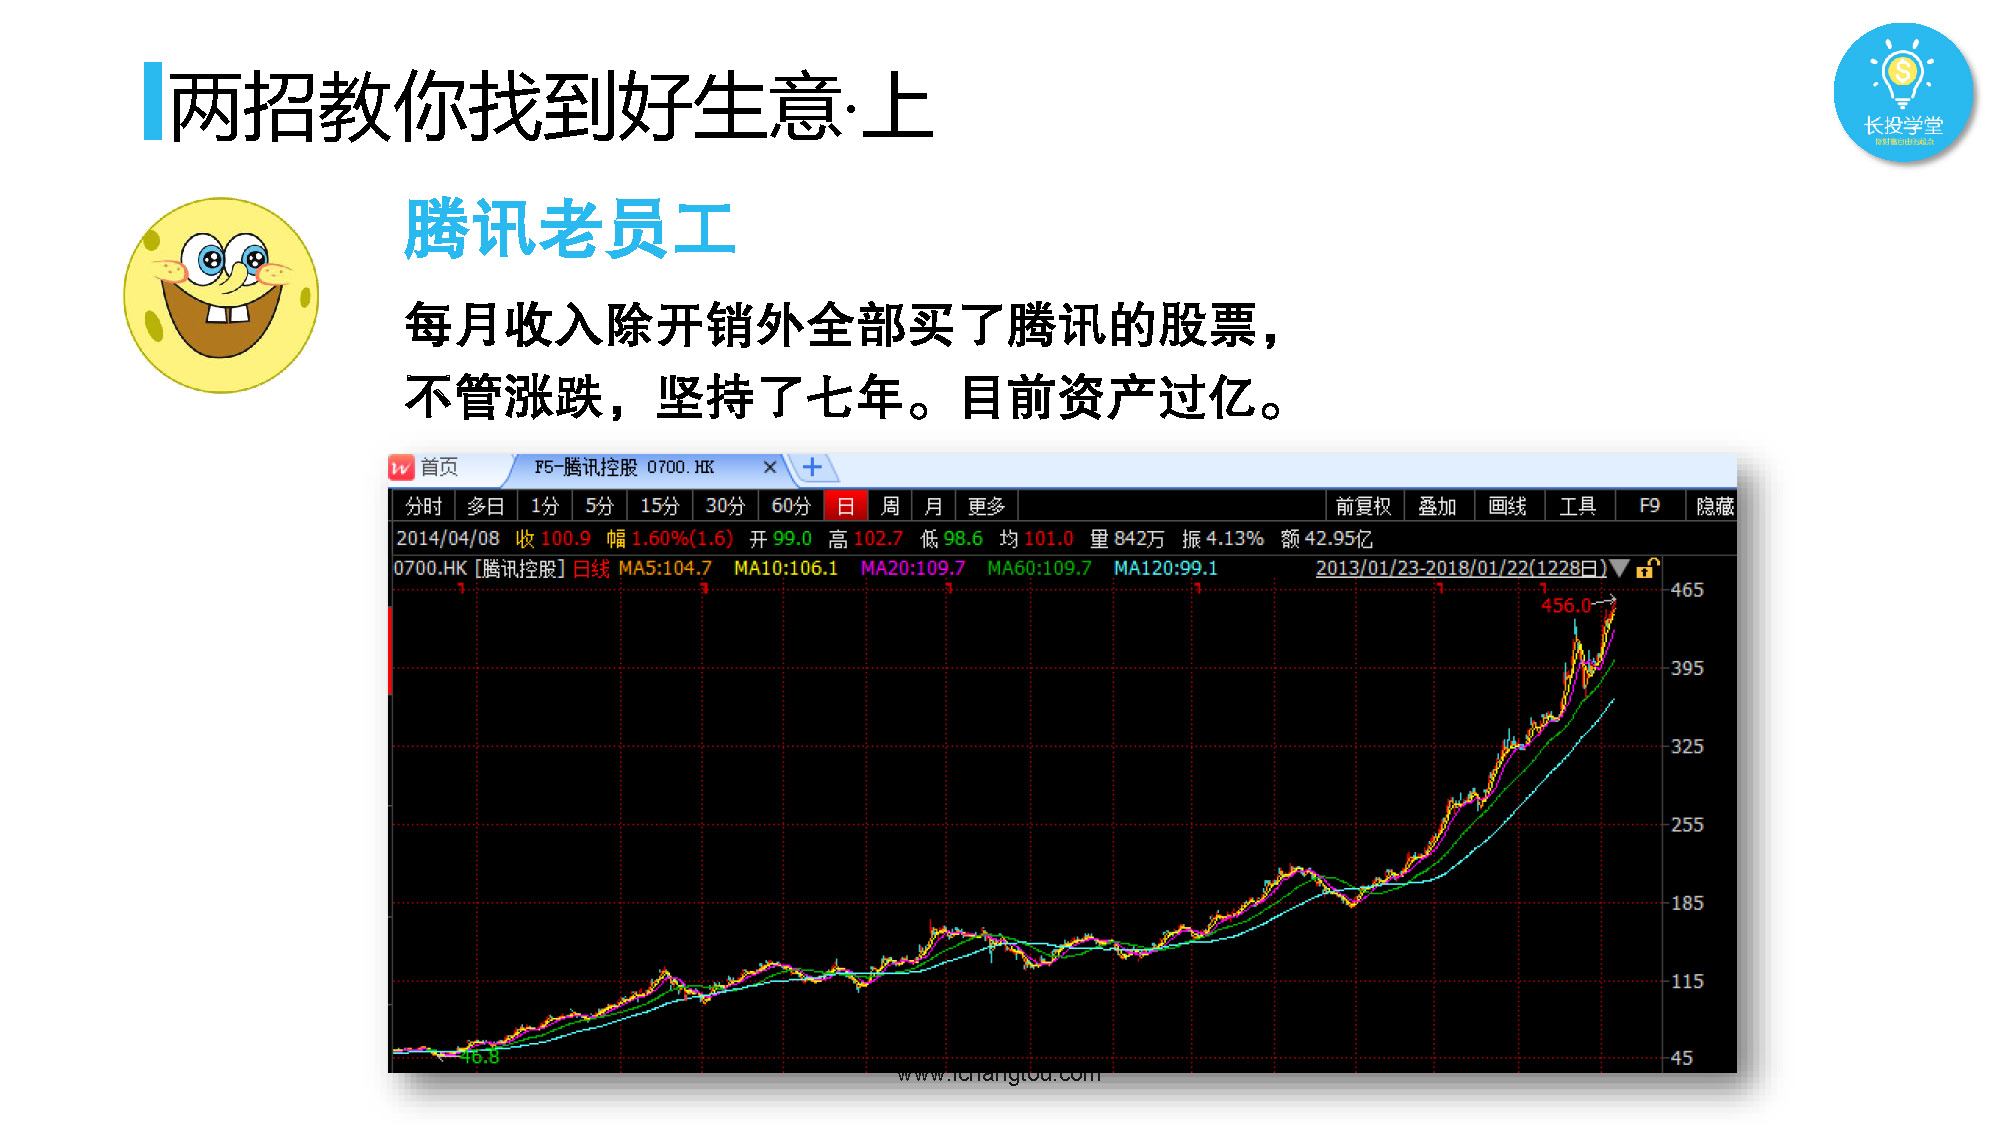 两招教你找到好生意·上
长投学堂
腾讯老员工
每月收入除开销外全部买了腾讯的股票，
不管涨跌，坚持了七年。目前资产过亿。
首页 F5-腾讯控股 0700.HK × +
分时 多日 1分 5分 15分 30分 60分 日 周 月 更多 前复权 叠加 画线 工具 F9 隐藏
2014/04/08 收 100.9 幅 1.60%(1.6) 开 99.0 高 102.7 低 98.6 均 101.0 量 842万 振 4.13% 额 42.95亿
0700.HK [腾讯控股] 日线 MA5:104.7 MA10:106.1 MA20:109.7 MA60:109.7 MA120:99.1 2013/01/23-2018/01/22(1228日)
465
456.0
395
325
255
185
115
46.8
45
www.ichangtou.com